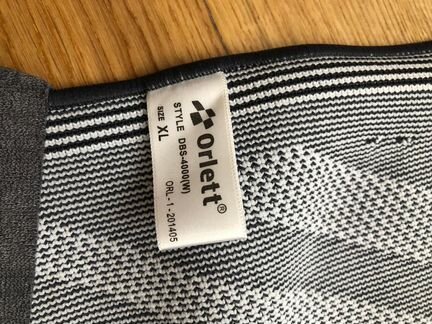 Orlett®
STYLE DBS-4000(W)
SIZE XL
ORL-1-201405